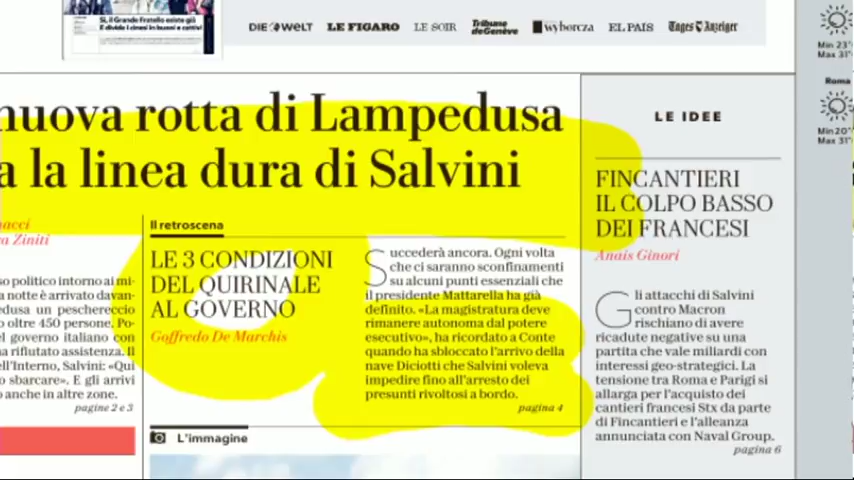 Sì, il Grande Fratello esiste già
E divide i cinesi in buoni e cattivi
DIE WELT LE FIGARO LE SOIR Tribune de Genève wyborcza EL PAÍS Tages Anzeiger
Min 23°
Max 31°
Roma
Min 20°
Max 31°
nuova rotta di Lampedusa
a la linea dura di Salvini
Ziniti
so politico intorno ai mi-
a notte è arrivato davan-
edusa un peschereccio
o oltre 450 persone. Po-
el governo italiano con
a rifiutato assistenza. Il
ell'Interno, Salvini: «Qui
sbarcare». E gli arrivi
o anche in altre zone.
pagine 2 e 3
Il retroscena
LE 3 CONDIZIONI
DEL QUIRINALE
AL GOVERNO
Goffredo De Marchis
Succederà ancora. Ogni volta
che ci saranno sconfinamenti
su alcuni punti essenziali che
il presidente Mattarella ha già
definito. «La magistratura deve
rimanere autonoma dal potere
esecutivo», ha ricordato a Conte
quando ha sbloccato l'arrivo della
nave Diciotti che Salvini voleva
impedire fino all'arresto dei
presunti rivoltosi a bordo.
pagina 4
L'immagine
LE IDEE
FINCANTIERI
IL COLPO BASSO
DEI FRANCESI
Anais Ginori
Gli attacchi di Salvini
contro Macron
rischiano di avere
ricadute negative su una
partita che vale miliardi con
interessi geo-strategici. La
tensione tra Roma e Parigi si
allarga per l'acquisto dei
cantieri francesi Stx da parte
di Fincantieri e l'alleanza
annunciata con Naval Group.
pagina 6